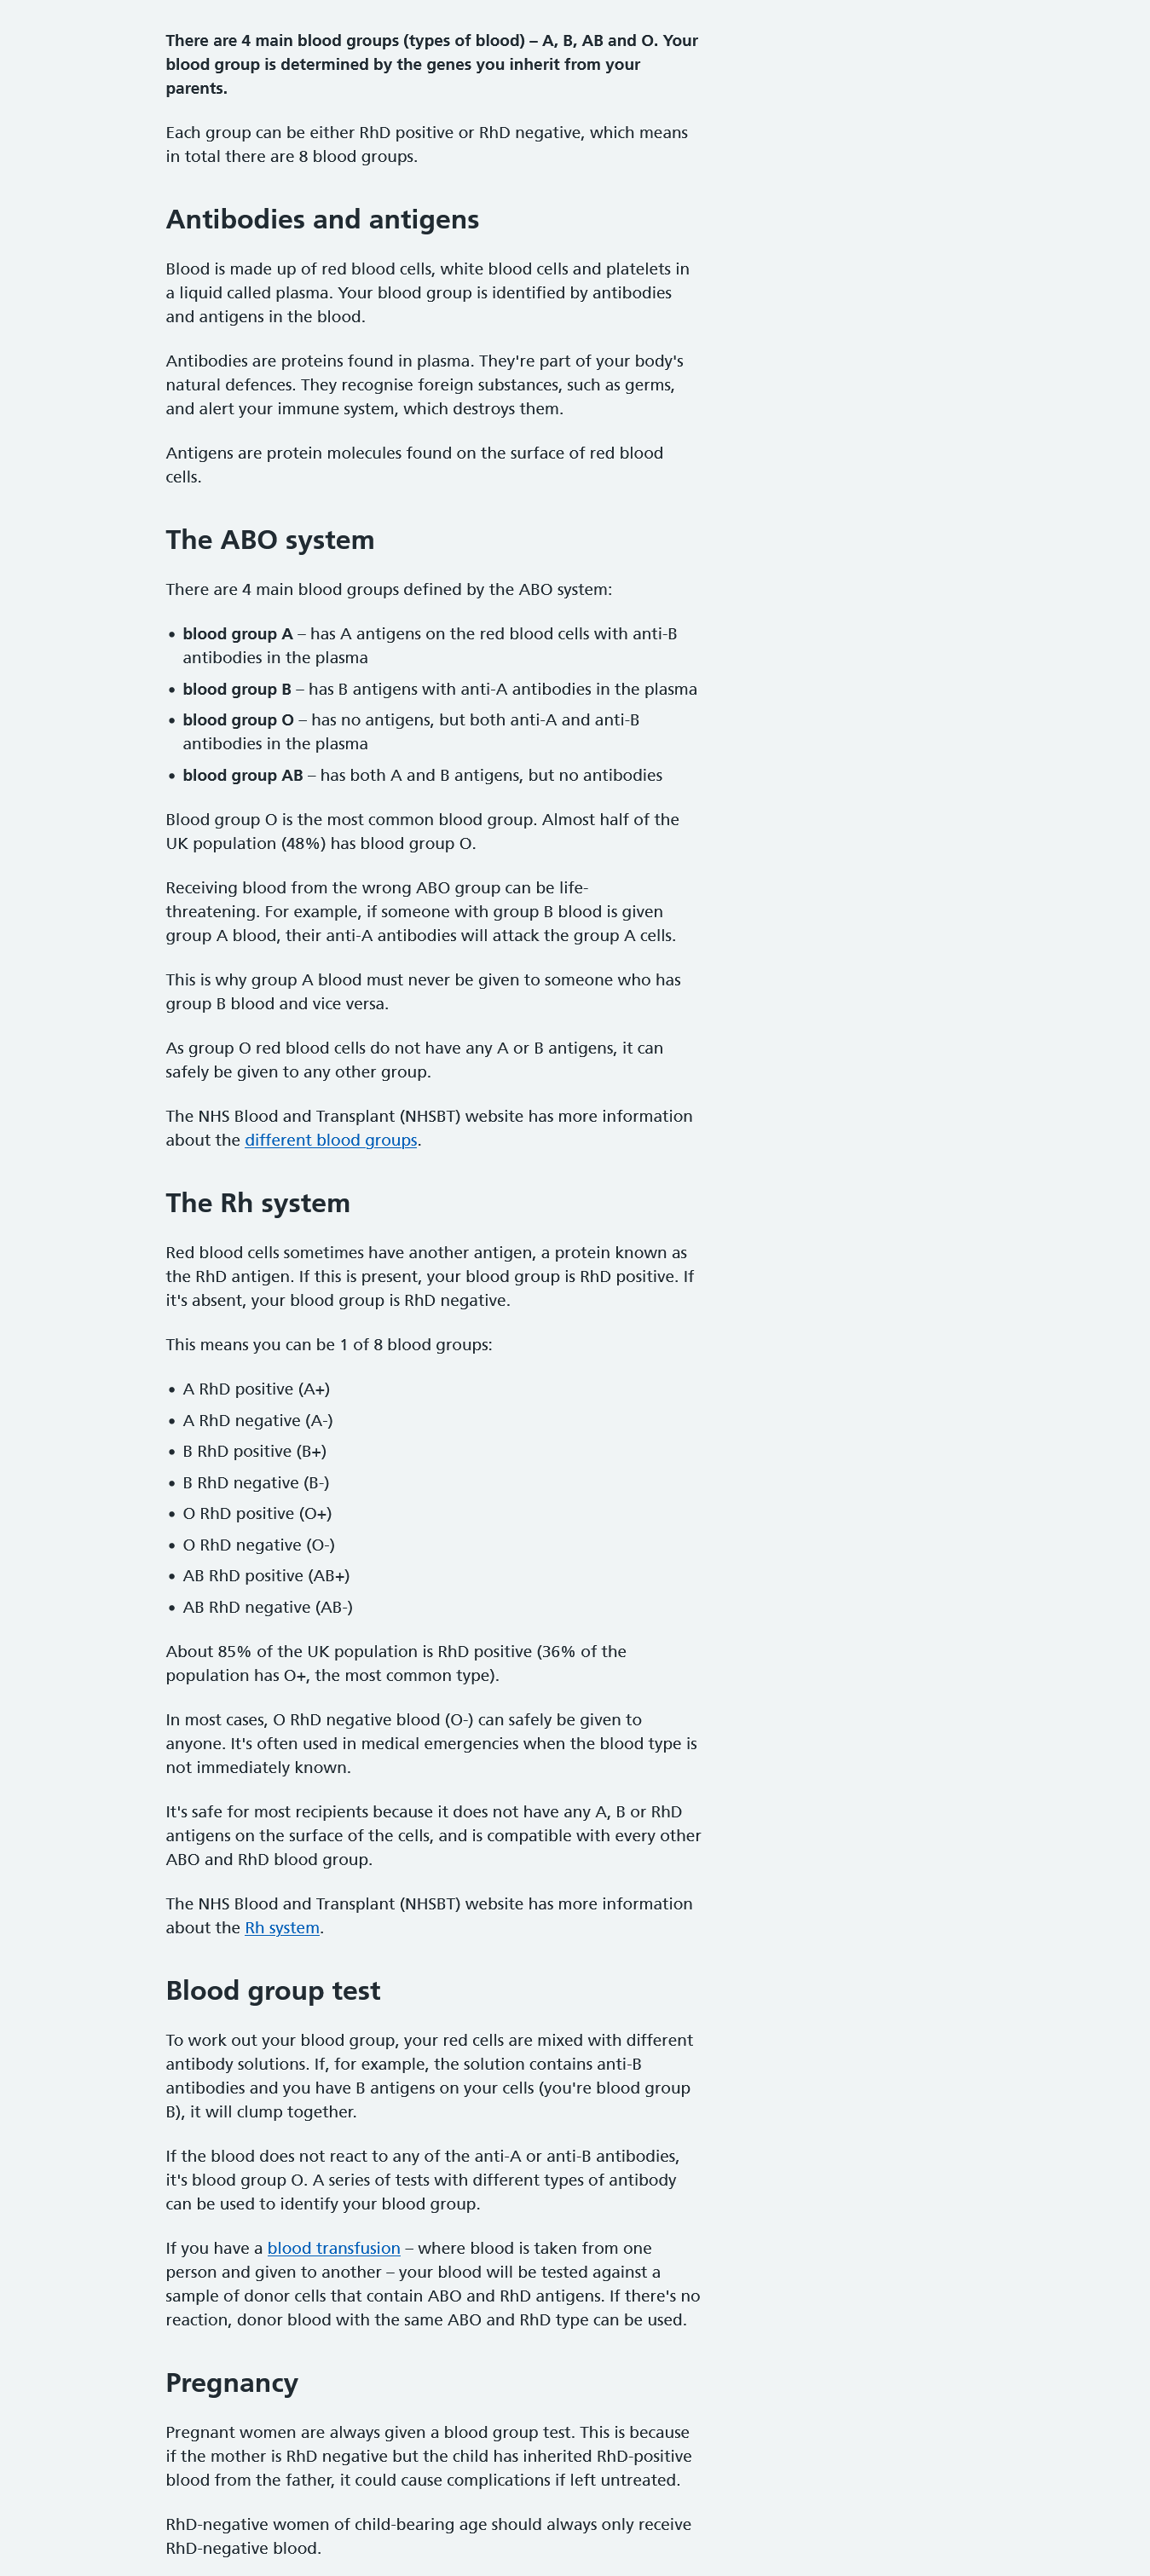 There are 4 main blood groups (types of blood) – A, B, AB and O. Your
blood group is determined by the genes you inherit from your
parents.
Each group can be either RhD positive or RhD negative, which means
in total there are 8 blood groups.
Antibodies and antigens
Blood is made up of red blood cells, white blood cells and platelets in
a liquid called plasma. Your blood group is identified by antibodies
and antigens in the blood.
Antibodies are proteins found in plasma. They're part of your body's
natural defences. They recognise foreign substances, such as germs,
and alert your immune system, which destroys them.
Antigens are protein molecules found on the surface of red blood
cells.
The ABO system
There are 4 main blood groups defined by the ABO system:
• blood group A – has A antigens on the red blood cells with anti-B
antibodies in the plasma
• blood group B – has B antigens with anti-A antibodies in the plasma
• blood group O – has no antigens, but both anti-A and anti-B
antibodies in the plasma
• blood group AB – has both A and B antigens, but no antibodies
Blood group O is the most common blood group. Almost half of the
UK population (48%) has blood group O.
Receiving blood from the wrong ABO group can be life-
threatening. For example, if someone with group B blood is given
group A blood, their anti-A antibodies will attack the group A cells.
This is why group A blood must never be given to someone who has
group B blood and vice versa.
As group O red blood cells do not have any A or B antigens, it can
safely be given to any other group.
The NHS Blood and Transplant (NHSBT) website has more information
about the different blood groups.
The Rh system
Red blood cells sometimes have another antigen, a protein known as
the RhD antigen. If this is present, your blood group is RhD positive. If
it's absent, your blood group is RhD negative.
This means you can be 1 of 8 blood groups:
• A RhD positive (A+)
• A RhD negative (A-)
• B RhD positive (B+)
• B RhD negative (B-)
• O RhD positive (O+)
• O RhD negative (O-)
• AB RhD positive (AB+)
• AB RhD negative (AB-)
About 85% of the UK population is RhD positive (36% of the
population has O+, the most common type).
In most cases, O RhD negative blood (O-) can safely be given to
anyone. It's often used in medical emergencies when the blood type is
not immediately known.
It's safe for most recipients because it does not have any A, B or RhD
antigens on the surface of the cells, and is compatible with every other
ABO and RhD blood group.
The NHS Blood and Transplant (NHSBT) website has more information
about the Rh system.
Blood group test
To work out your blood group, your red cells are mixed with different
antibody solutions. If, for example, the solution contains anti-B
antibodies and you have B antigens on your cells (you're blood group
B), it will clump together.
If the blood does not react to any of the anti-A or anti-B antibodies,
it's blood group O. A series of tests with different types of antibody
can be used to identify your blood group.
If you have a blood transfusion – where blood is taken from one
person and given to another – your blood will be tested against a
sample of donor cells that contain ABO and RhD antigens. If there's no
reaction, donor blood with the same ABO and RhD type can be used.
Pregnancy
Pregnant women are always given a blood group test. This is because
if the mother is RhD negative but the child has inherited RhD-positive
blood from the father, it could cause complications if left untreated.
RhD-negative women of child-bearing age should always only receive
RhD-negative blood.